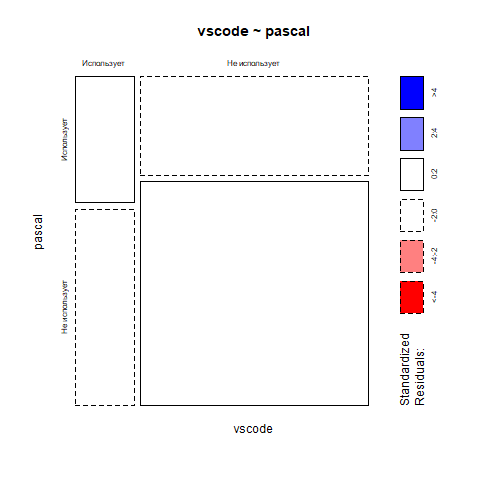 vscode ~ pascal
Использует
Не использует
Использует
Не использует
pascal
vscode
>4
2:4
0:2
-2:0
-4:-2
<-4
Standardized
Residuals: